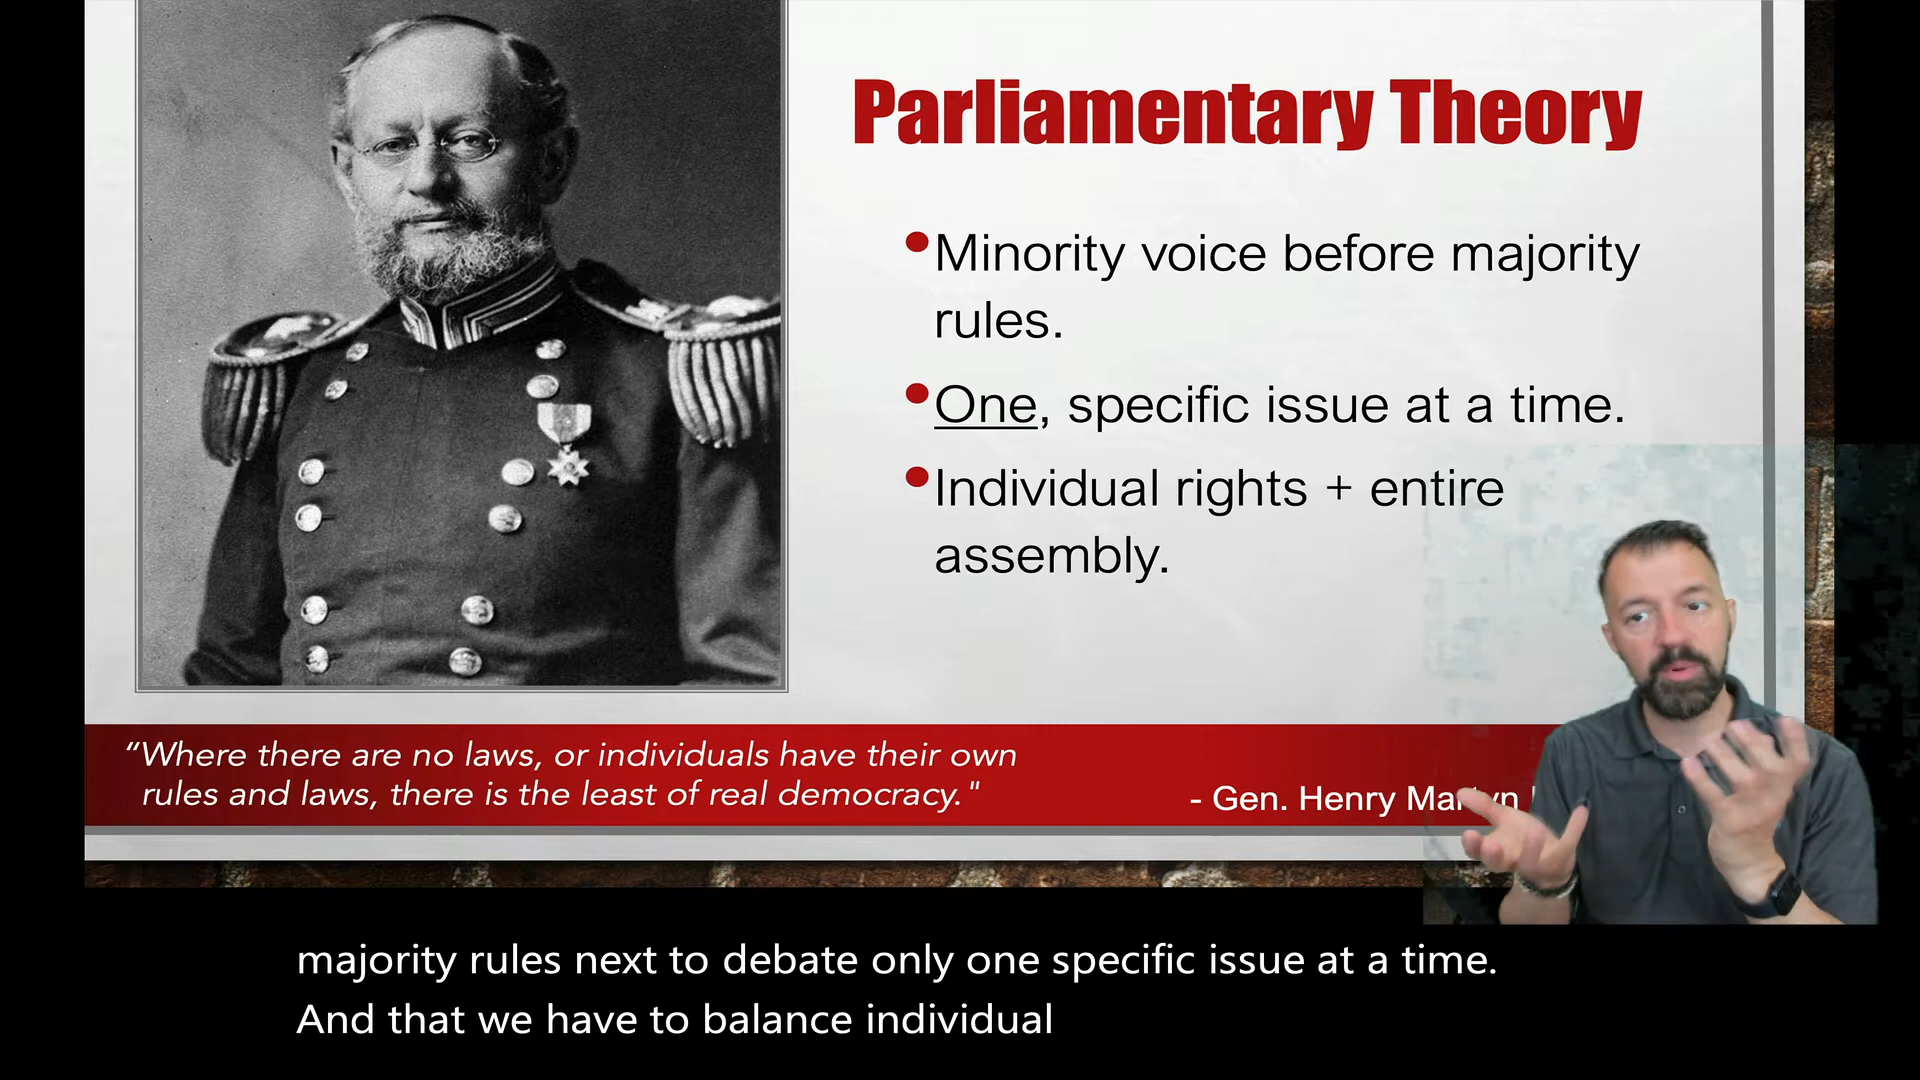 Parliamentary Theory
•Minority voice before majority
rules.
•One, specific issue at a time.
•Individual rights + entire
assembly.
“Where there are no laws, or individuals have their own
rules and laws, there is the least of real democracy."
- Gen. Henry Martyn
majority rules next to debate only one specific issue at a time.
And that we have to balance individual